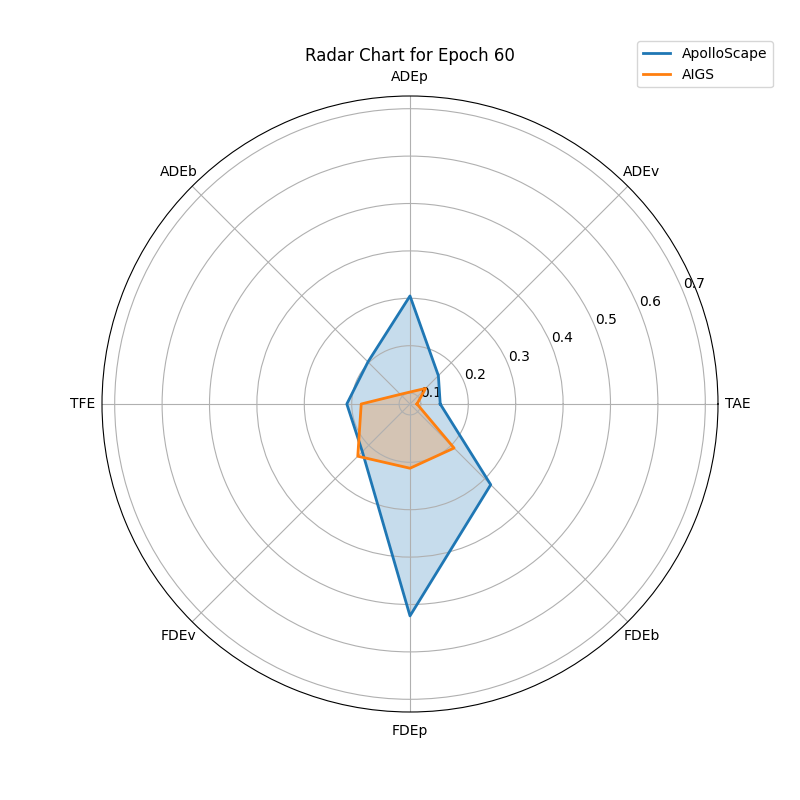 Radar Chart for Epoch 60
ApolloScape
AIGS
ADEp
ADEb
ADEv
0.7
0.6
0.5
0.4
0.3
0.2
0.1
TFE
TAE
FDEv
FDEb
FDEp